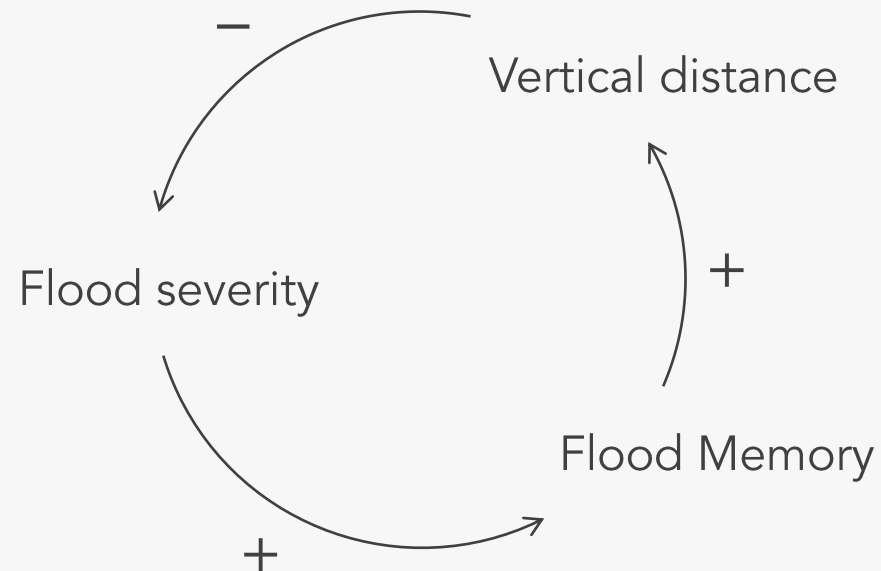 −
Vertical distance
Flood severity
+
Flood Memory
+